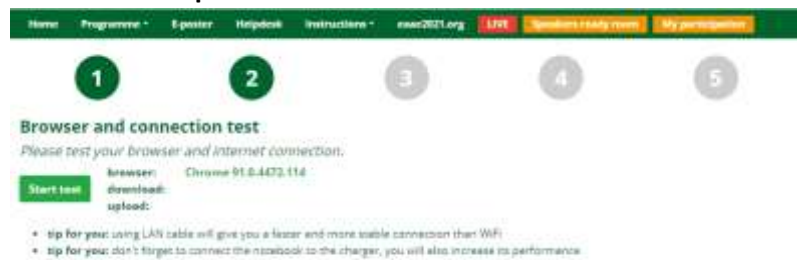 Home Programme E-poster Helpdesk Instructions eswc2021.org LIVE Speakers ready room My participation
1 2 3 4 5
Browser and connection test
Please test your browser and internet connection.
browser: Chrome 91.0.4472.114
Start test download:
upload:
• tip for you: using LAN cable will give you a faster and more stable connection than WiFi
• tip for you: don't forget to connect the notebook to the charger, you will also increase its performance